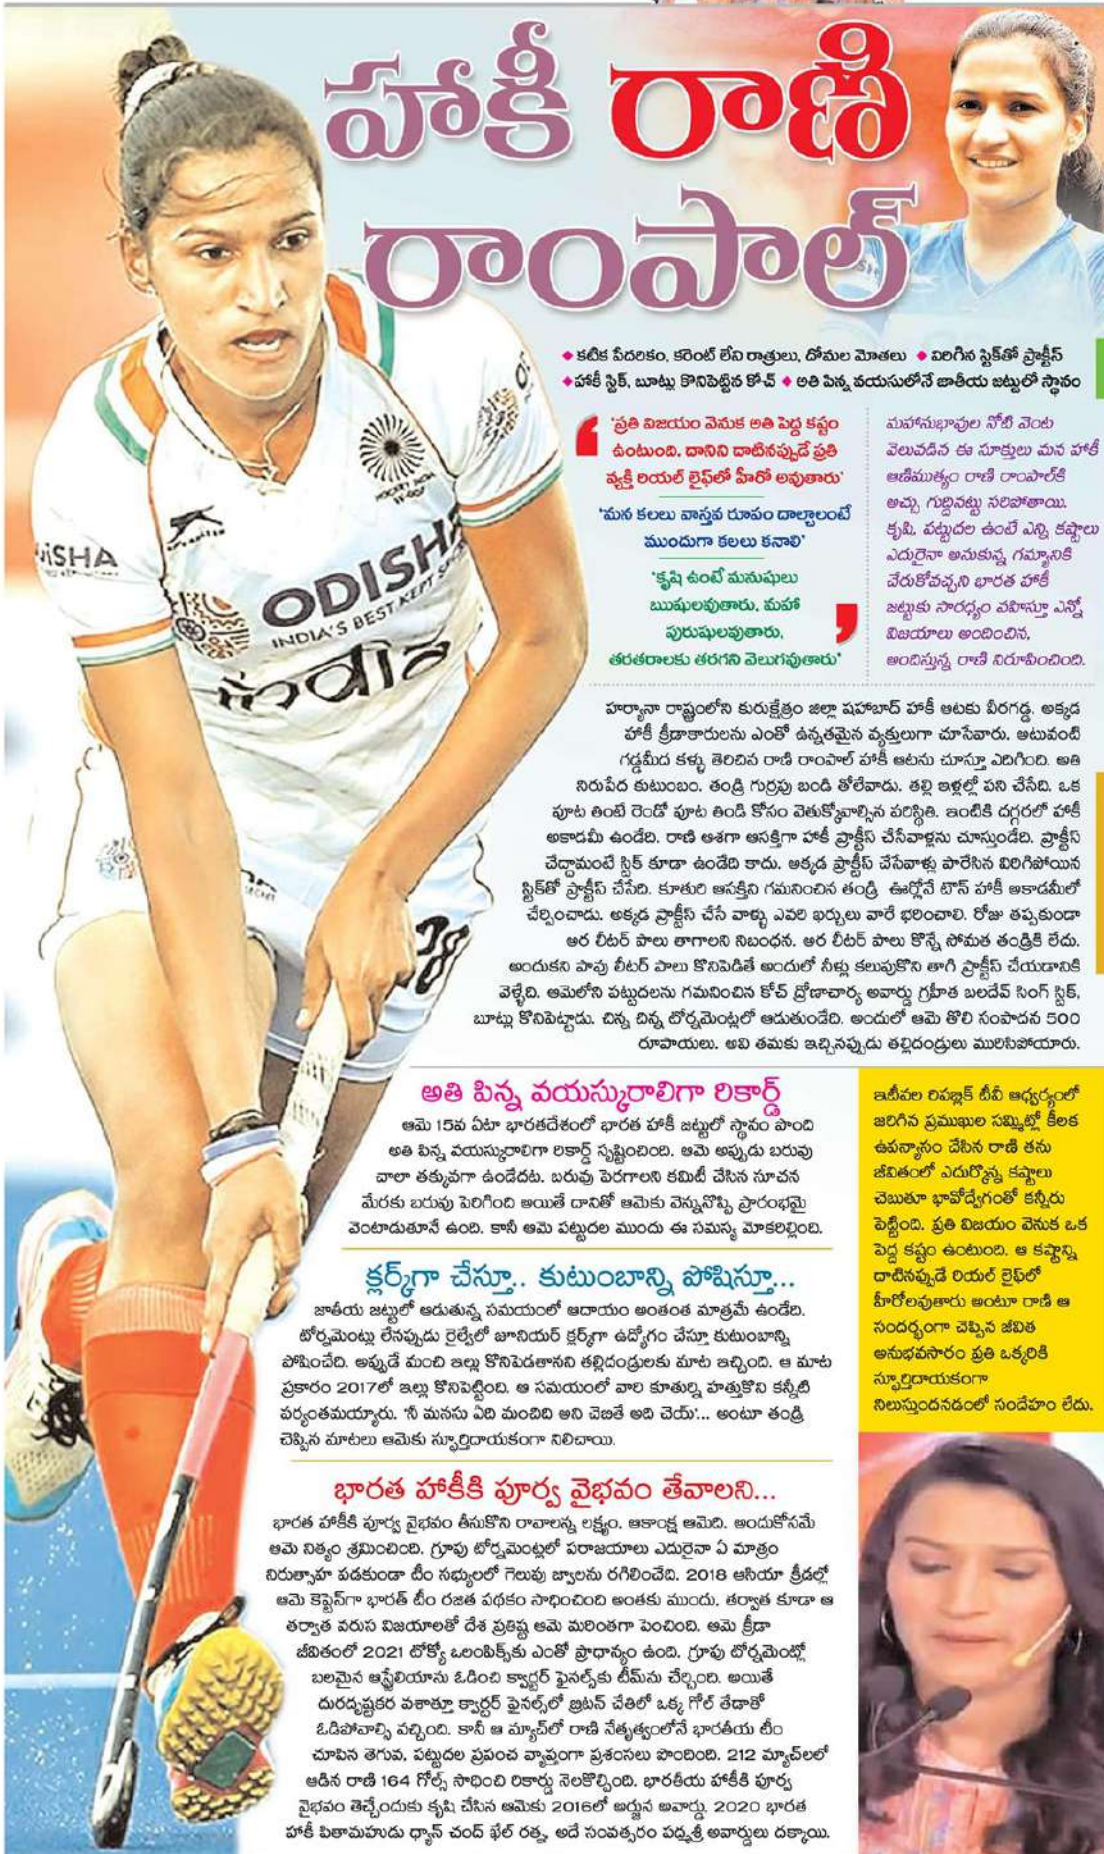 హాకీ రాణి
రాంపాల్
◆ కటిక పేదరికం, కరెంట్ లేని రాత్రులు, దోమల మోతలు ◆ విరిగిన స్టిక్‌తో ప్రాక్టీస్
◆ హాకీ స్టిక్, బూట్లు కొనిపెట్టిన కోచ్ ◆ అతి పిన్న వయసులోనే జాతీయ జట్టులో స్థానం
'ప్రతి విజయం వెనుక అతి పెద్ద కష్టం
ఉంటుంది. దానిని దాటినప్పుడే ప్రతి
వ్యక్తి రియల్ లైఫ్‌లో హీరో అవుతారు'
'మన కలలు వాస్తవ రూపం దాల్చాలంటే
ముందుగా కలలు కనాలి'
'కృషి ఉంటే మనుషులు
ఋషులవుతారు, మహా
పురుషులవుతారు,
తరతరాలకు తరగని వెలుగవుతారు'
మహానుభావుల నోటి వెంట
వెలువడిన ఈ సూక్తులు మన హాకీ
ఆణిముత్యం రాణి రాంపాల్‌కి
అచ్చు గుద్దినట్టు సరిపోతాయి.
కృషి, పట్టుదల ఉంటే ఎన్ని కష్టాలు
ఎదురైనా అనుకున్న గమ్యానికి
చేరుకోవచ్చని భారత హాకీ
జట్టుకు సారధ్యం వహిస్తూ ఎన్నో
విజయాలు అందించిన,
అందిస్తున్న రాణి నిరూపించింది.
హర్యానా రాష్ట్రంలోని కురుక్షేత్రం జిల్లా షహాబాద్ హాకీ ఆటకు వీరగడ్డ. అక్కడ
హాకీ క్రీడాకారులను ఎంతో ఉన్నతమైన వ్యక్తులుగా చూసేవారు. అటువంటి
గడ్డమీద కళ్ళు తెరిచిన రాణి రాంపాల్ హాకీ ఆటను చూస్తూ ఎదిగింది. అతి
నిరుపేద కుటుంబం. తండ్రి గుర్రపు బండి తోలేవాడు. తల్లి ఇళ్లల్లో పని చేసేది. ఒక
పూట తింటే రెండో పూట తిండి కోసం వెతుక్కోవాల్సిన పరిస్థితి. ఇంటికి దగ్గరలో హాకీ
అకాడమీ ఉండేది. రాణి ఆశగా ఆసక్తిగా హాకీ ప్రాక్టీస్ చేసేవాళ్లను చూస్తుండేది. ప్రాక్టీస్
చేద్దామంటే స్టిక్ కూడా ఉండేది కాదు. అక్కడ ప్రాక్టీస్ చేసేవాళ్లు పారేసిన విరిగిపోయిన
స్టిక్‌తో ప్రాక్టీస్ చేసేది. కూతురి ఆసక్తిని గమనించిన తండ్రి ఊర్లోనే టౌన్ హాకీ అకాడమీలో
చేర్పించాడు. అక్కడ ప్రాక్టీస్ చేసే వాళ్ళు ఎవరి ఖర్చులు వారే భరించాలి. రోజు తప్పకుండా
అర లీటర్ పాలు తాగాలని నిబంధన. అర లీటర్ పాలు కొన్నే సోమత తండ్రికి లేదు.
అందుకని పావు లీటర్ పాలు కొనిపెడితే అందులో నీళ్లు కలుపుకొని తాగి ప్రాక్టీస్ చేయడానికి
వెళ్ళేది. ఆమెలోని పట్టుదలను గమనించిన కోచ్ ద్రోణాచార్య అవార్డు గ్రహీత బలదేవ్ సింగ్ స్టిక్,
బూట్లు కొనిపెట్టాడు. చిన్న చిన్న టోర్నమెంట్లలో ఆడుతుండేది. అందులో ఆమె తొలి సంపాదన 500
రూపాయలు. అవి తమకు ఇచ్చినప్పుడు తల్లిదండ్రులు మురిసిపోయారు.
అతి పిన్న వయస్కురాలిగా రికార్డ్
ఆమె 15వ ఏటా భారతదేశంలో భారత హాకీ జట్టులో స్థానం పొంది
అతి పిన్న వయస్కురాలిగా రికార్డ్ సృష్టించింది. ఆమె అప్పుడు బరువు
చాలా తక్కువగా ఉండేదట. బరువు పెరగాలని కమిటీ చేసిన సూచన
మేరకు బరువు పెరిగింది అయితే దానితో ఆమెకు వెన్నునొప్పి ప్రారంభమై
వెంటాడుతూనే ఉంది. కానీ ఆమె పట్టుదల ముందు ఈ సమస్య మోకరిల్లింది.
క్లర్క్‌గా చేస్తూ.. కుటుంబాన్ని పోషిస్తూ...
జాతీయ జట్టులో ఆడుతున్న సమయంలో ఆదాయం అంతంత మాత్రమే ఉండేది.
టోర్నమెంట్లు లేనప్పుడు రైల్వేలో జూనియర్ క్లర్క్‌గా ఉద్యోగం చేస్తూ కుటుంబాన్ని
పోషించేది. అప్పుడే మంచి ఇల్లు కొనిపెడతానని తల్లిదండ్రులకు మాట ఇచ్చింది. ఆ మాట
ప్రకారం 2017లో ఇల్లు కొనిపెట్టింది. ఆ సమయంలో వారి కూతుర్ని హత్తుకొని కన్నీటి
పర్యంతమయ్యారు. 'నీ మనసు ఏది మంచిది అని చెబితే అది చెయ్'... అంటూ తండ్రి
చెప్పిన మాటలు ఆమెకు స్ఫూర్తిదాయకంగా నిలిచాయి.
భారత హాకీకి పూర్వ వైభవం తేవాలని...
భారత హాకీకి పూర్వ వైభవం తీసుకొని రావాలన్న లక్ష్యం, ఆకాంక్ష ఆమెది. అందుకోసమే
ఆమె నిత్యం శ్రమించింది. గ్రూపు టోర్నమెంట్లలో పరాజయాలు ఎదురైనా ఏ మాత్రం
నిరుత్సాహ పడకుండా టీం సభ్యులలో గెలుపు జ్వాలను రగిలించేది. 2018 ఆసియా క్రీడల్లో
ఆమె కెప్టెన్‌గా భారత్ టీం రజత పథకం సాధించింది అంతకు ముందు, తర్వాత కూడా ఆ
తర్వాత వరుస విజయాలతో దేశ ప్రతిష్ట ఆమె మరింతగా పెంచింది. ఆమె క్రీడా
జీవితంలో 2021 టోక్యో ఒలంపిక్స్‌కు ఎంతో ప్రాధాన్యం ఉంది. గ్రూపు టోర్నమెంట్లో
బలమైన ఆస్ట్రేలియాను ఓడించి క్వార్టర్ ఫైనల్స్‌కు టీమ్‌ను చేర్చింది. అయితే
దురదృష్టకర వశాత్తూ క్వార్టర్ ఫైనల్స్‌లో బ్రిటన్ చేతిలో ఒక్క గోల్ తేడాతో
ఓడిపోవాల్సి వచ్చింది. కానీ ఆ మ్యాచ్‌లో రాణి నేతృత్వంలోనే భారతీయ టీం
చూపిన తెగువ, పట్టుదల ప్రపంచ వ్యాప్తంగా ప్రశంసలు పొందింది. 212 మ్యాచ్‌లలో
ఆడిన రాణి 164 గోల్స్ సాధించి రికార్డు నెలకొల్పింది. భారతీయ హాకీకి పూర్వ
వైభవం తెచ్చేందుకు కృషి చేసిన ఆమెకు 2016లో అర్జున అవార్డు, 2020 భారత
హాకీ పితామహుడు ధ్యాన్ చంద్ ఖేల్ రత్న, అదే సంవత్సరం పద్మశ్రీ అవార్డులు దక్కాయి.
ఇటీవల రిపబ్లిక్ టీవీ ఆధ్వర్యంలో
జరిగిన ప్రముఖుల సమ్మిట్లో కీలక
ఉపన్యాసం చేసిన రాణి తను
జీవితంలో ఎదుర్కొన్న కష్టాలు
చెబుతూ భావోద్వేగంతో కన్నీరు
పెట్టింది. ప్రతి విజయం వెనుక ఒక
పెద్ద కష్టం ఉంటుంది. ఆ కష్టాన్ని
దాటినప్పుడే రియల్ లైఫ్‌లో
హీరోలవుతారు అంటూ రాణి ఆ
సందర్భంగా చెప్పిన జీవిత
అనుభవసారం ప్రతి ఒక్కరికి
స్ఫూర్తిదాయకంగా
నిలుస్తుందనడంలో సందేహం లేదు.
ODISHA
INDIA'S BEST KEPT
india
28